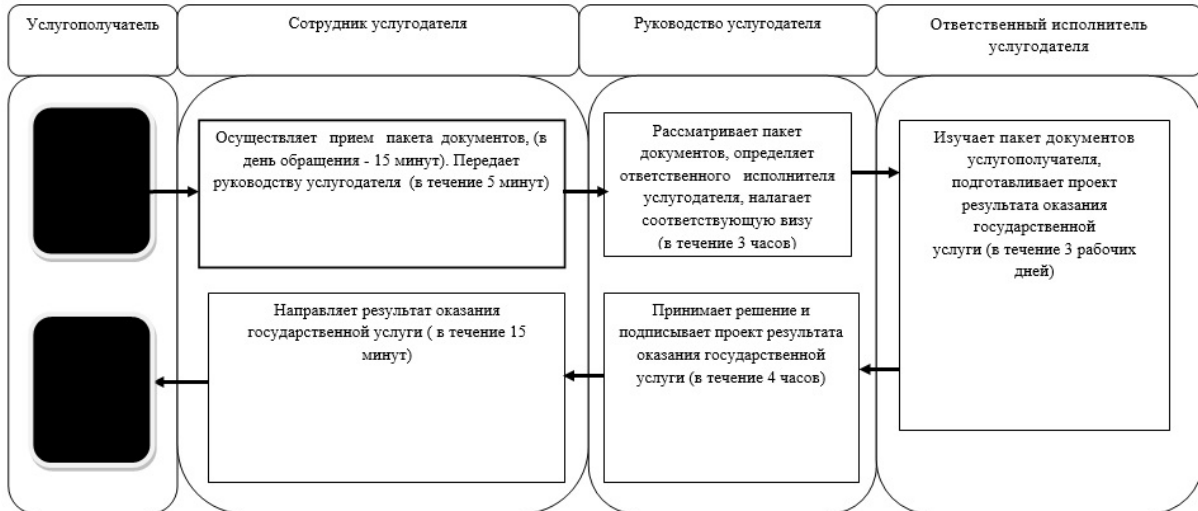 Услугополучатель
Сотрудник услугодателя
Руководство услугодателя
Ответственный исполнитель
услугодателя
Осуществляет прием пакета документов, (в
день обращения - 15 минут). Передает
руководству услугодателя (в течение 5 минут)
Рассматривает пакет
документов, определяет
ответственного исполнителя
услугодателя, налагает
соответствующую визу
(в течение 3 часов)
Изучает пакет документов
услугополучателя,
подготавливает проект
результата оказания
государственной
услуги (в течение 3 рабочих
дней)
Направляет результат оказания
государственной услуги ( в течение 15
минут)
Принимает решение и
подписывает проект результата
оказания государственной
услуги (в течение 4 часов)